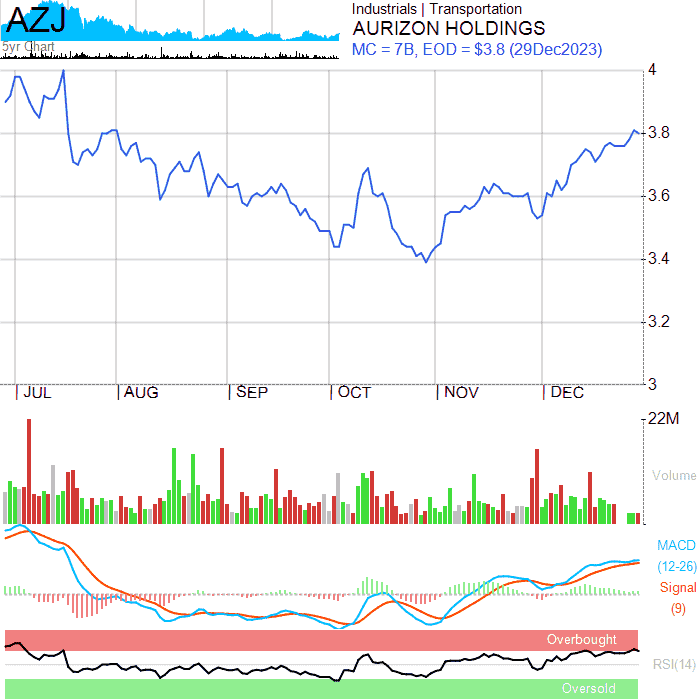 AZJ
5yr Chart
Industrials | Transportation
AURIZON HOLDINGS
MC = 7B, EOD = $3.8 (29Dec2023)
4
3.8
3.6
3.4
3.2
3
JUL AUG SEP OCT NOV DEC
22M
Volume
MACD
(12-26)
Signal
(9)
Overbought
RSI(14)
Oversold